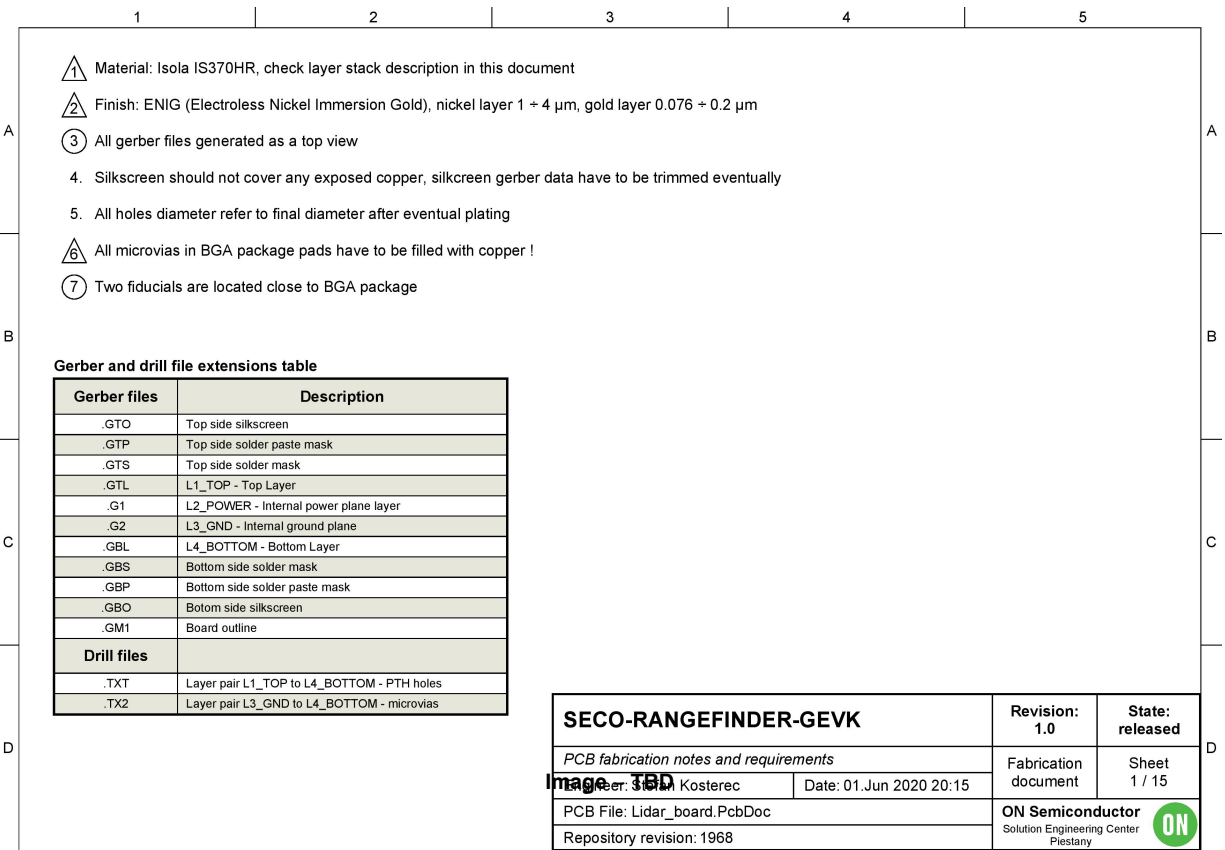 1 2 3 4 5
1 Material: Isola IS370HR, check layer stack description in this document
2 Finish: ENIG (Electroless Nickel Immersion Gold), nickel layer 1 ÷ 4 µm, gold layer 0.076 ÷ 0.2 µm
A A
3 All gerber files generated as a top view
4. Silkscreen should not cover any exposed copper, silkcreen gerber data have to be trimmed eventually
5. All holes diameter refer to final diameter after eventual plating
6 All microvias in BGA package pads have to be filled with copper !
7 Two fiducials are located close to BGA package
B B
Gerber and drill file extensions table
Gerber files Description
.GTO Top side silkscreen
.GTP Top side solder paste mask
.GTS Top side solder mask
.GTL L1_TOP - Top Layer
.G1 L2_POWER - Internal power plane layer
.G2 L3_GND - Internal ground plane
C C
.GBL L4_BOTTOM - Bottom Layer
.GBS Bottom side solder mask
.GBP Bottom side solder paste mask
.GBO Botom side silkscreen
.GM1 Board outline
Drill files
.TXT Layer pair L1_TOP to L4_BOTTOM - PTH holes
.TX2 Layer pair L3_GND to L4_BOTTOM - microvias
D D
SECO-RANGEFINDER-GEVK
Revision:
1.0
State:
released
PCB fabrication notes and requirements
Fabrication
document
Sheet
1 / 15
Image – TBD
Engineer: Stefan Kosterec Date: 01.Jun 2020 20:15
PCB File: Lidar_board.PcbDoc
Repository revision: 1968
ON Semiconductor
Solution Engineering Center
Piestany
ON